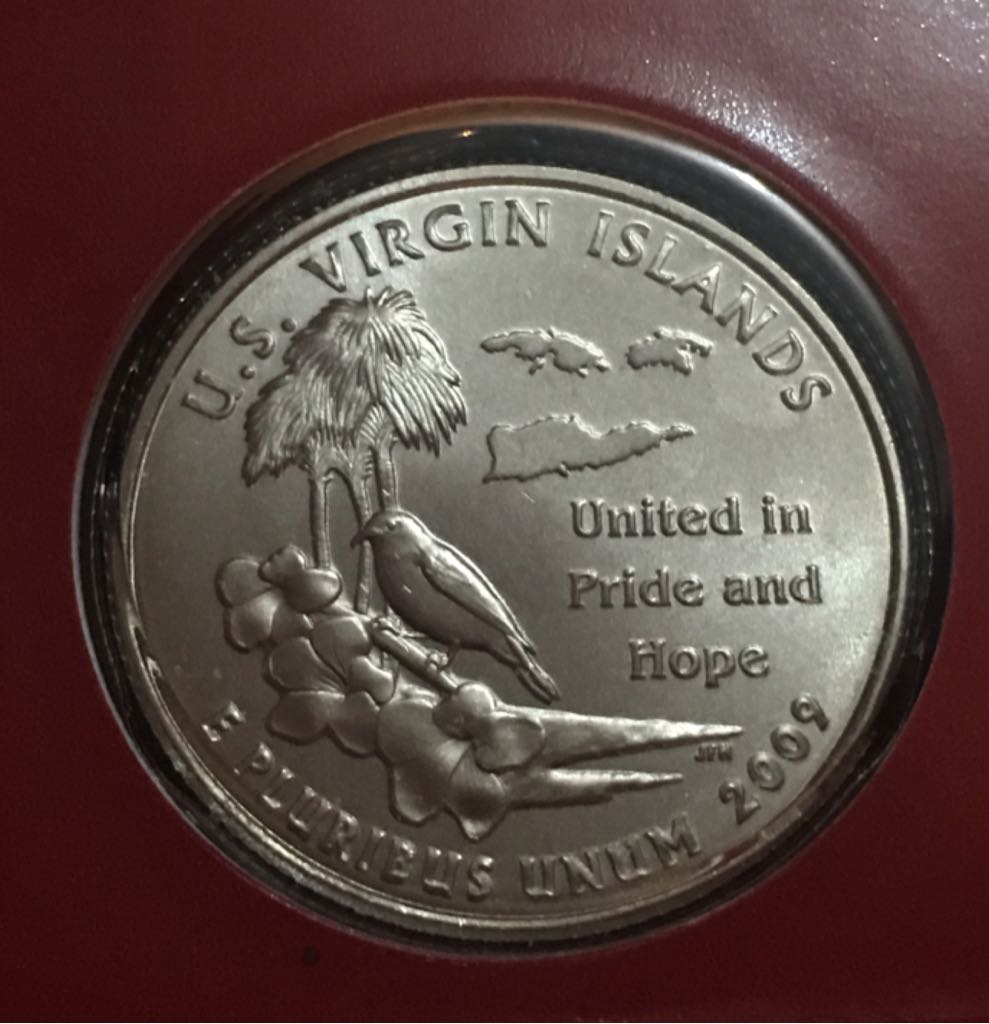 U.S. VIRGIN ISLANDS
United in
Pride and
Hope
JFM
E PLURIBUS UNUM 2009